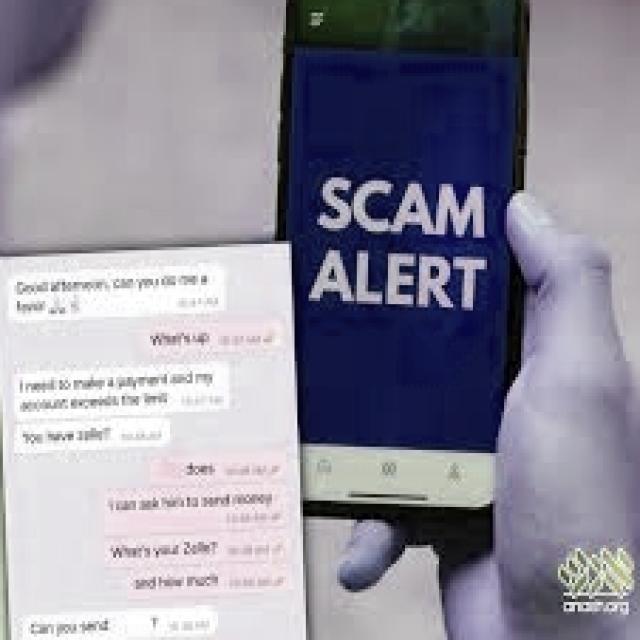 SCAM
ALERT
Good afternoon, can you do me a
favor
What's up
I need to make a payment and my
account exceeds the limit
You have Zelle?
does
I can ask him to send money
What's your Zelle?
and how much
Can you send ?